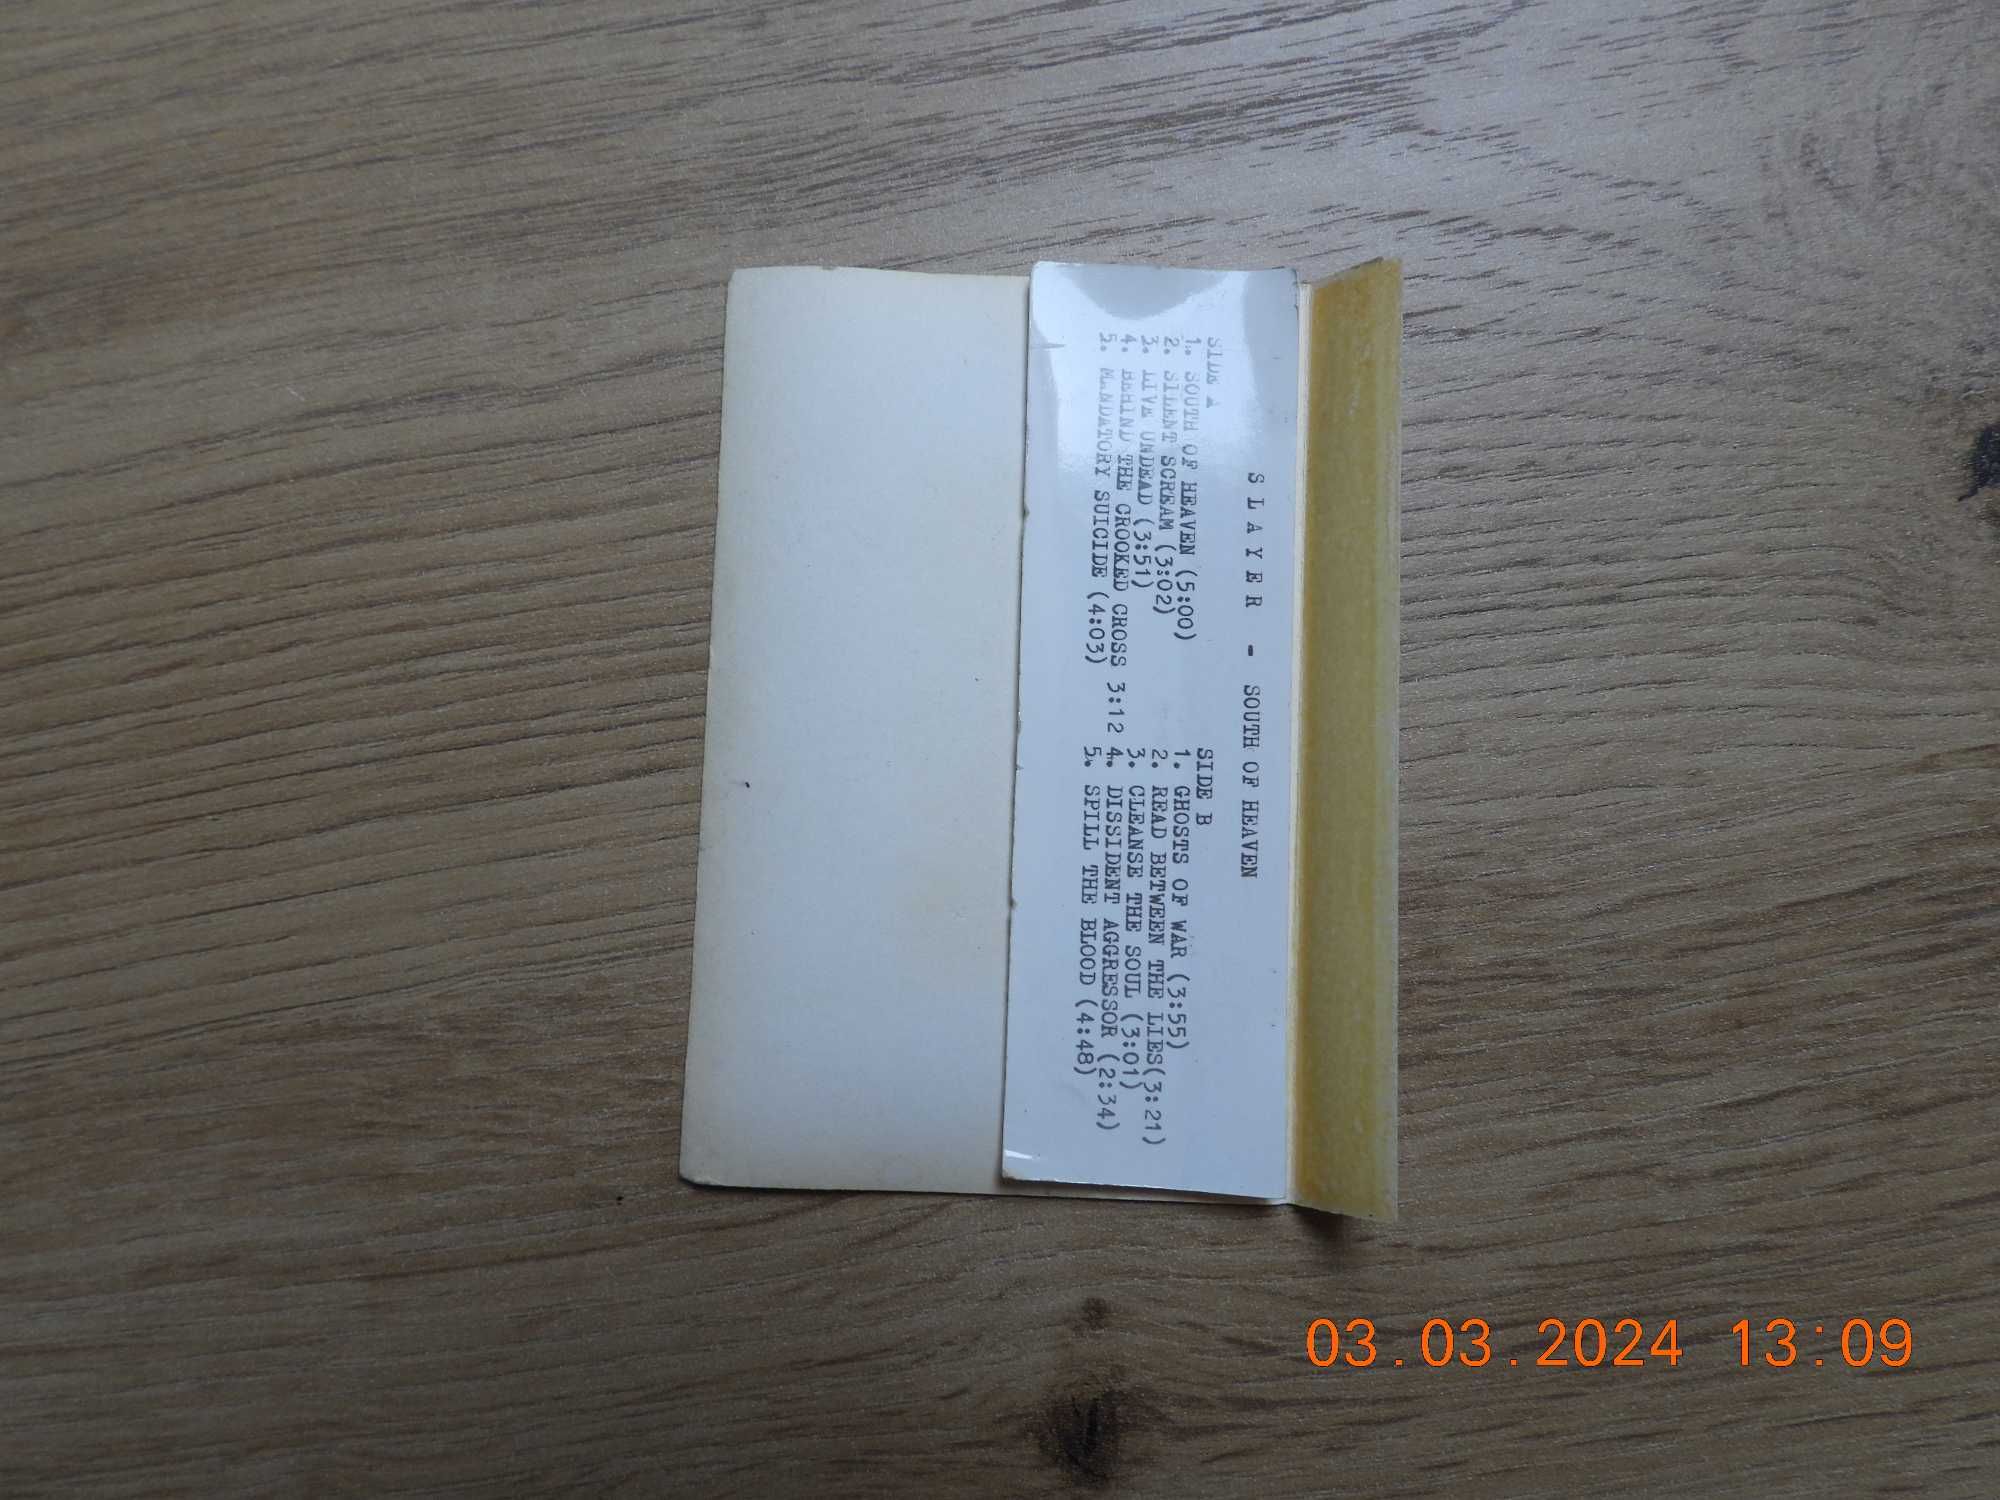 S L A Y E R - SOUTH OF HEAVEN
SIDE A
1. SOUTH OF HEAVEN (5:00)
2. SILENT SCREAM (3:02)
3. LIVE UNDEAD (3:51)
4. BEHIND THE CROOKED CROSS 3:12
5. MANDATORY SUICIDE (4:03)
SIDE B
1. GHOSTS OF WAR (3:55)
2. READ BETWEEN THE LIES(3:21)
3. CLEANSE THE SOUL (3:01)
4. DISSIDENT AGGRESSOR (2:34)
5. SPILL THE BLOOD (4:48)
03.03.2024 13:09